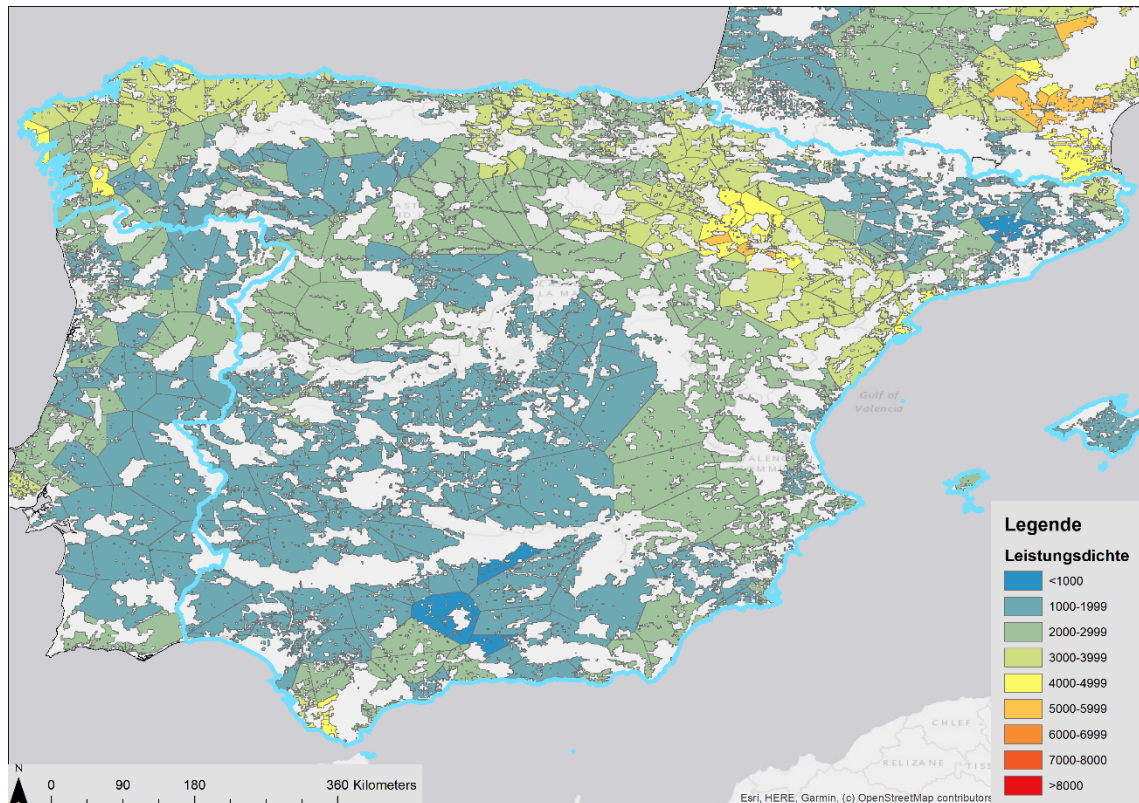 Gulf of
Valencia
Legende
Leistungsdichte
<1000
1000-1999
2000-2999
3000-3999
4000-4999
5000-5999
6000-6999
7000-8000
>8000
CHLEF
RELIZANE
TISS
N
0 90 180 360 Kilometers
Esri, HERE, Garmin, (c) OpenStreetMap contributors